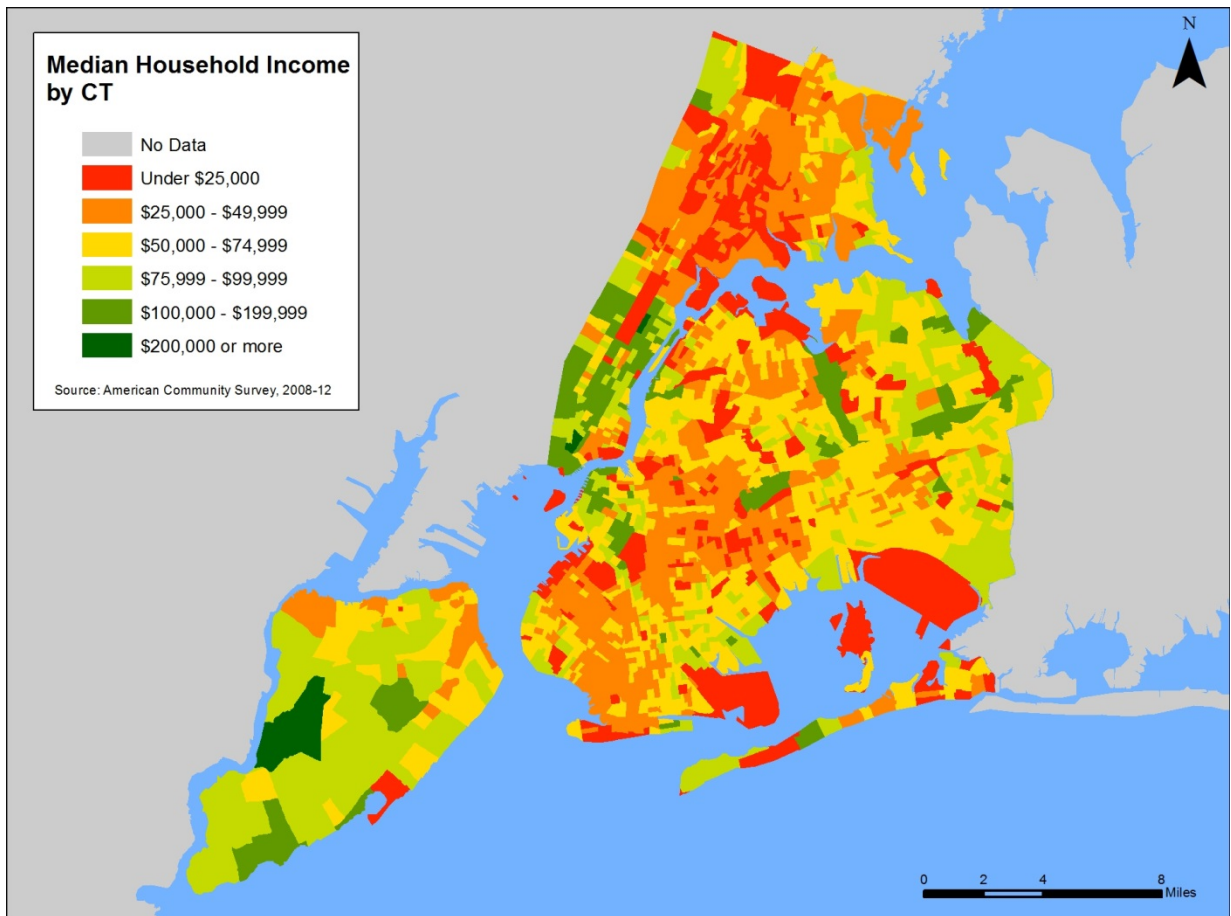 Median Household Income
by CT
No Data
Under $25,000
$25,000 - $49,999
$50,000 - $74,999
$75,999 - $99,999
$100,000 - $199,999
$200,000 or more
Source: American Community Survey, 2008-12
N
0 2 4 8
Miles